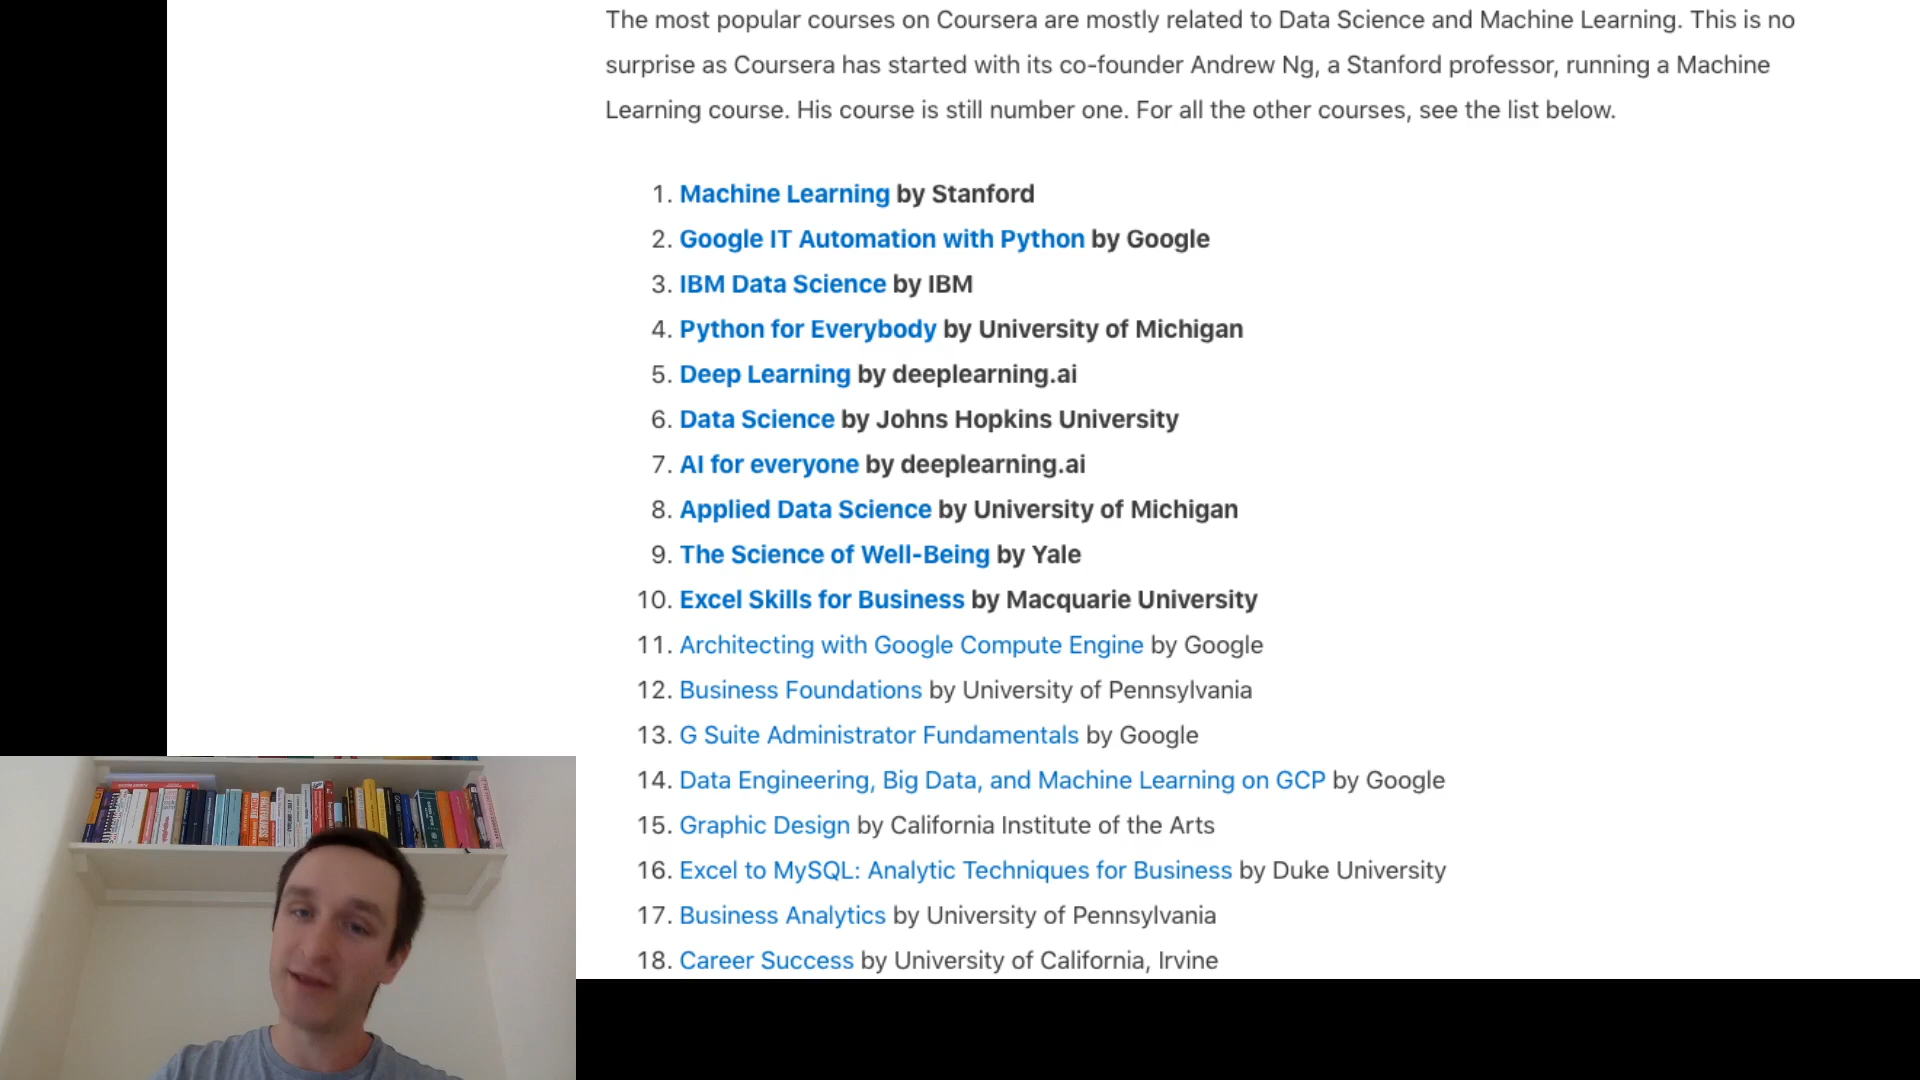 The most popular courses on Coursera are mostly related to Data Science and Machine Learning. This is no
surprise as Coursera has started with its co-founder Andrew Ng, a Stanford professor, running a Machine
Learning course. His course is still number one. For all the other courses, see the list below.
1. Machine Learning by Stanford
2. Google IT Automation with Python by Google
3. IBM Data Science by IBM
4. Python for Everybody by University of Michigan
5. Deep Learning by deeplearning.ai
6. Data Science by Johns Hopkins University
7. AI for everyone by deeplearning.ai
8. Applied Data Science by University of Michigan
9. The Science of Well-Being by Yale
10. Excel Skills for Business by Macquarie University
11. Architecting with Google Compute Engine by Google
12. Business Foundations by University of Pennsylvania
13. G Suite Administrator Fundamentals by Google
14. Data Engineering, Big Data, and Machine Learning on GCP by Google
15. Graphic Design by California Institute of the Arts
16. Excel to MySQL: Analytic Techniques for Business by Duke University
17. Business Analytics by University of Pennsylvania
18. Career Success by University of California, Irvine